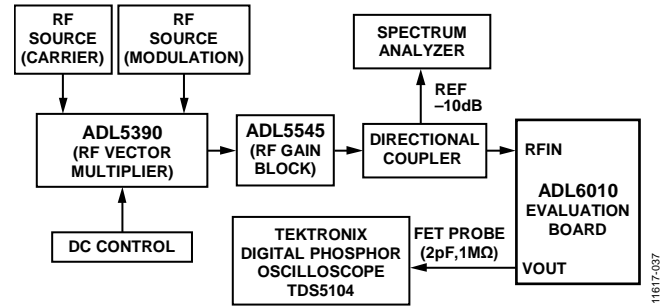 RF
SOURCE
(CARRIER)
RF
SOURCE
(MODULATION)
SPECTRUM
ANALYZER
REF
–10dB
ADL5390
(RF VECTOR
MULTIPLIER)
ADL5545
(RF GAIN
BLOCK)
DIRECTIONAL
COUPLER
RFIN
ADL6010
EVALUATION
BOARD
VOUT
DC CONTROL
TEKTRONIX
DIGITAL PHOSPHOR
OSCILLOSCOPE
TDS5104
FET PROBE
(2pF,1MΩ)
11617-037